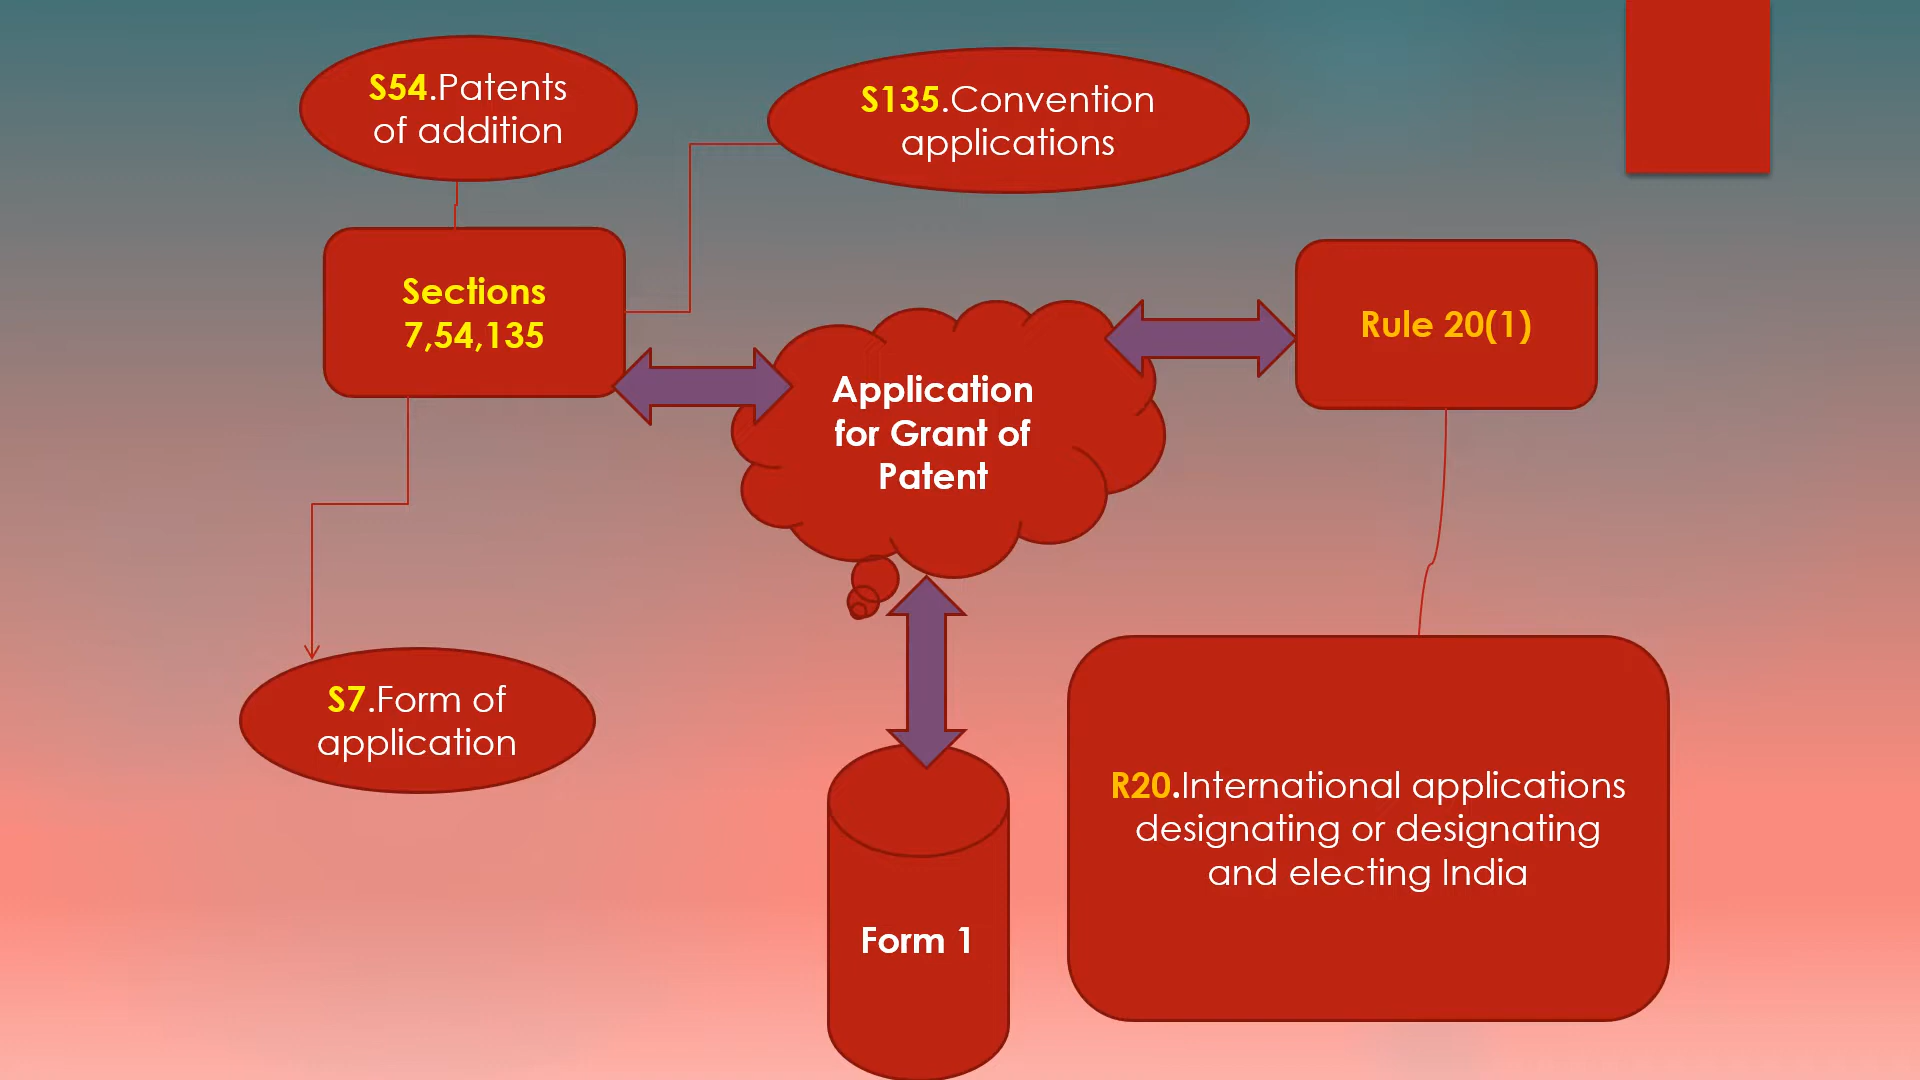 S54.Patents
of addition
S135.Convention
applications
Sections
7,54,135
Rule 20(1)
Application
for Grant of
Patent
S7.Form of
application
R20.International applications
designating or designating
and electing India
Form 1